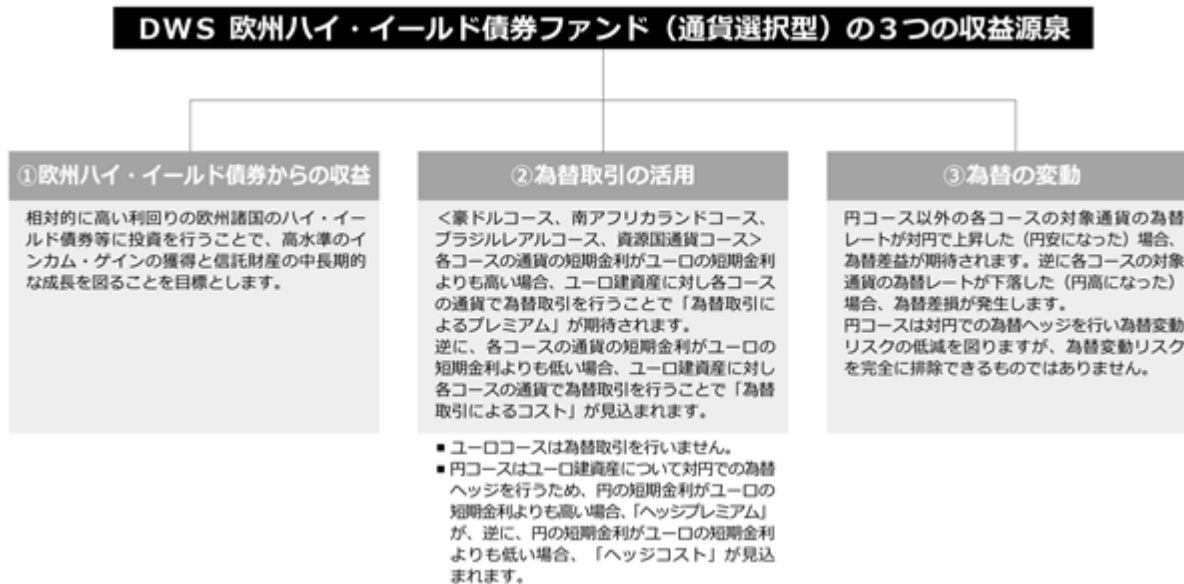 DWS 欧州ハイ・イールド債券ファンド（通貨選択型）の３つの収益源泉
①欧州ハイ・イールド債券からの収益
相対的に高い利回りの欧州諸国のハイ・イー
ルド債券等に投資を行うことで、高水準のイ
ンカム・ゲインの獲得と信託財産の中長期的
な成長を図ることを目標とします。
②為替取引の活用
＜豪ドルコース、南アフリカランドコース、
ブラジルレアルコース、資源国通貨コース＞
各コースの通貨の短期金利がユーロの短期金利
よりも高い場合、ユーロ建資産に対し各コース
の通貨で為替取引を行うことで「為替取引に
よるプレミアム」が期待されます。
逆に、各コースの通貨の短期金利がユーロの
短期金利よりも低い場合、ユーロ建資産に対し
各コースの通貨で為替取引を行うことで「為替
取引によるコスト」が見込まれます。
■ ユーロコースは為替取引を行いません。
■ 円コースはユーロ建資産について対円での為替
ヘッジを行うため、円の短期金利がユーロの
短期金利よりも高い場合、「ヘッジプレミアム」
が、逆に、円の短期金利がユーロの短期金利
よりも低い場合、「ヘッジコスト」が見込
まれます。
③為替の変動
円コース以外の各コースの対象通貨の為替
レートが対円で上昇した（円安になった）場合、
為替差益が期待されます。逆に各コースの対象
通貨の為替レートが下落した（円高になった）
場合、為替差損が発生します。
円コースは対円での為替ヘッジを行い為替変動
リスクの低減を図りますが、為替変動リスク
を完全に排除できるものではありません。